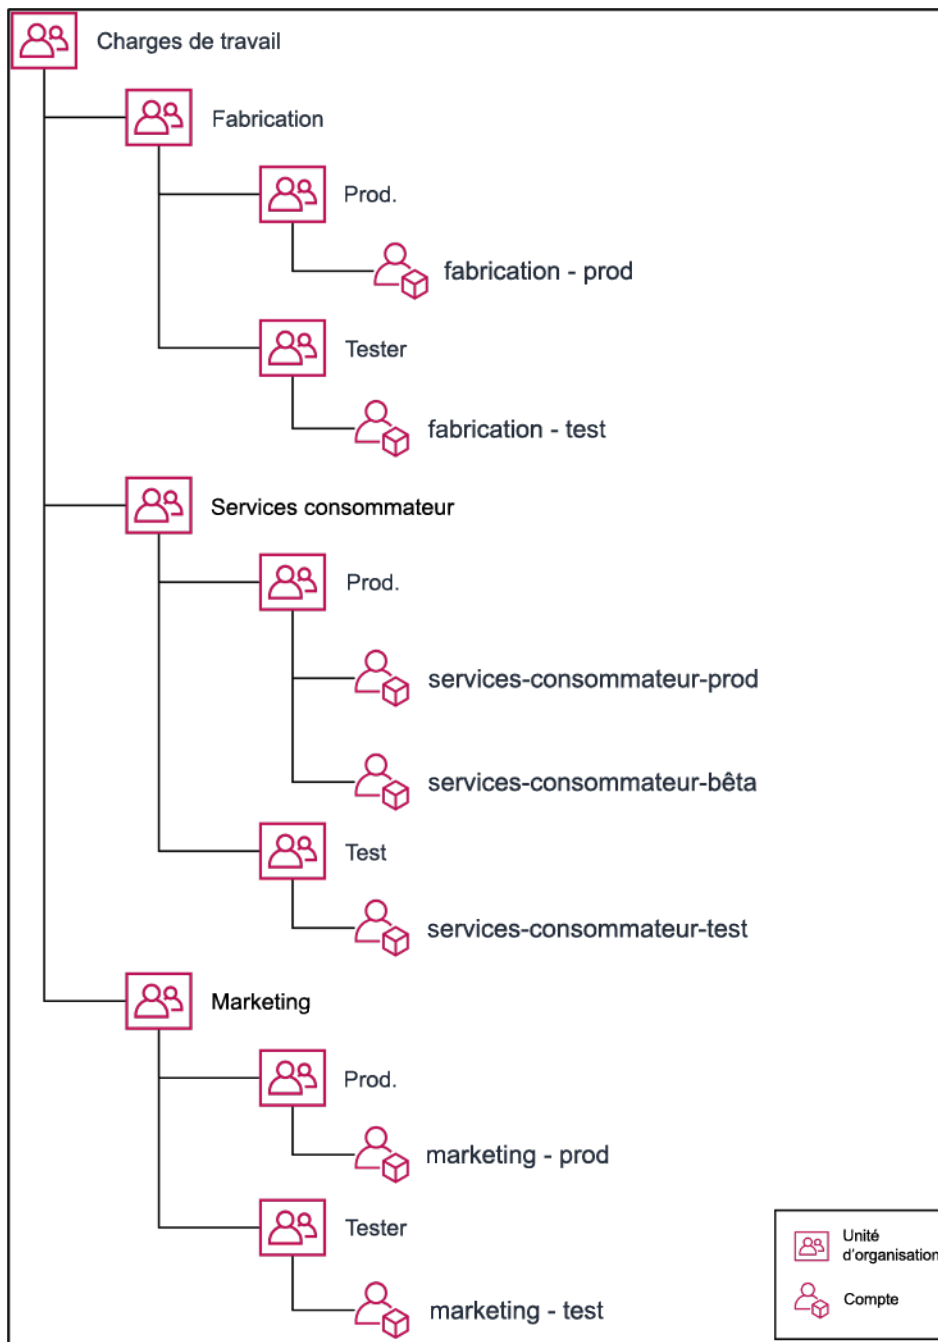 Charges de travail
Fabrication
Prod.
fabrication - prod
Tester
fabrication - test
Services consommateur
Prod.
services-consommateur-prod
services-consommateur-bêta
Test
services-consommateur-test
Marketing
Prod.
marketing - prod
Tester
marketing - test
Unité
d'organisation
Compte